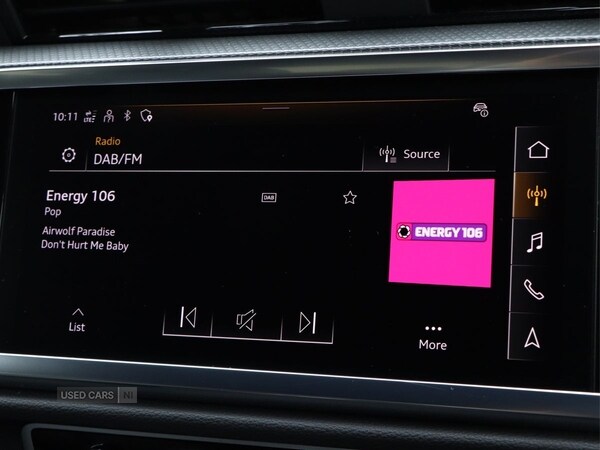 10:11 LTE
Radio
DAB/FM
Source
Energy 106
DAB
Pop
Airwolf Paradise
Don't Hurt Me Baby
ENERGY 106
List
More
USED CARS NI